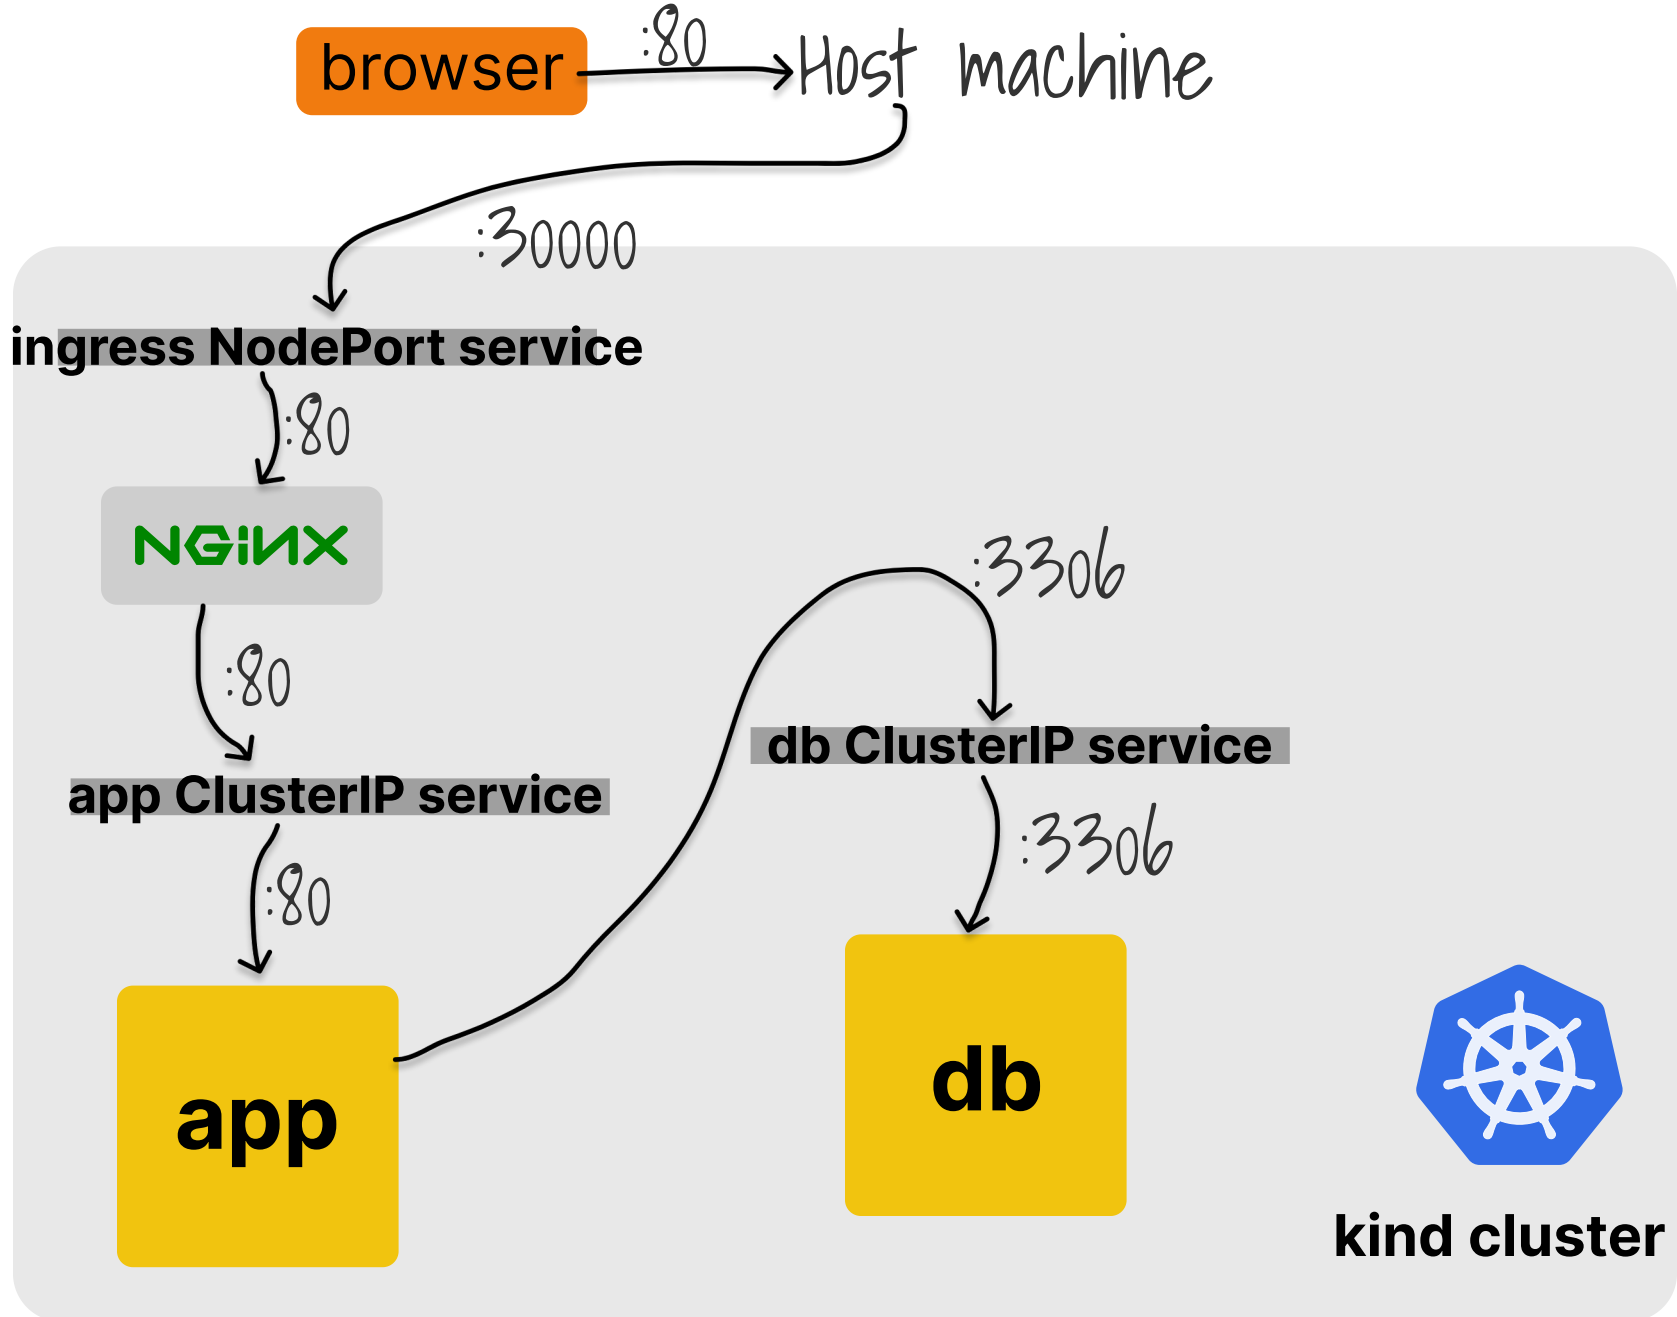 browser
:80
Host machine
:30000
ingress NodePort service
:80
NGINX
:80
app ClusterIP service
:80
app
:3306
db ClusterIP service
:3306
db
kind cluster